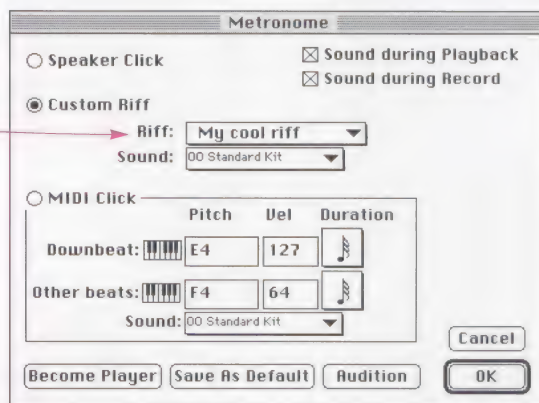 Metronome
Speaker Click
Sound during Playback
Sound during Record
Custom Riff
Riff: My cool riff
Sound: 00 Standard Kit
MIDI Click
Pitch Vel Duration
Downbeat: E4 127
Other beats: F4 64
Sound: 00 Standard Kit
Cancel
Become Player Save As Default Audition OK